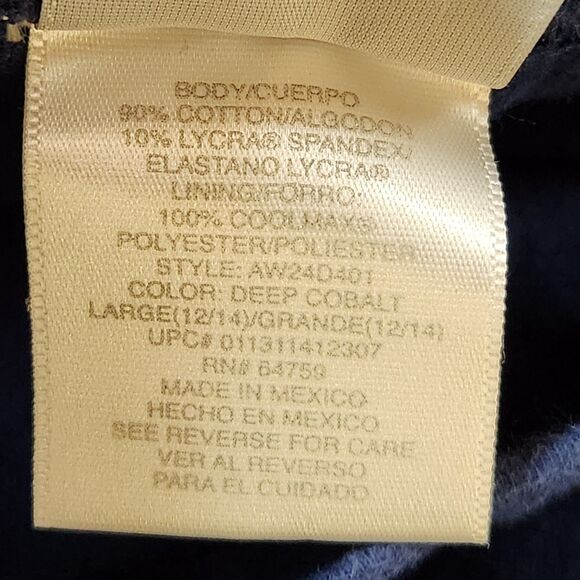 BODY/CUERPO
90% COTTON/ALGODON
10% LYCRA® SPANDEX/
ELASTANO LYCRA®
LINING/FORRO:
100% COOLMAX®
POLYESTER/POLIESTER
STYLE: AW24D401
COLOR: DEEP COBALT
LARGE(12/14)/GRANDE(12/14)
UPC# 011311412307
RN# 64759
MADE IN MEXICO
HECHO EN MEXICO
SEE REVERSE FOR CARE
VER AL REVERSO
PARA EL CUIDADO